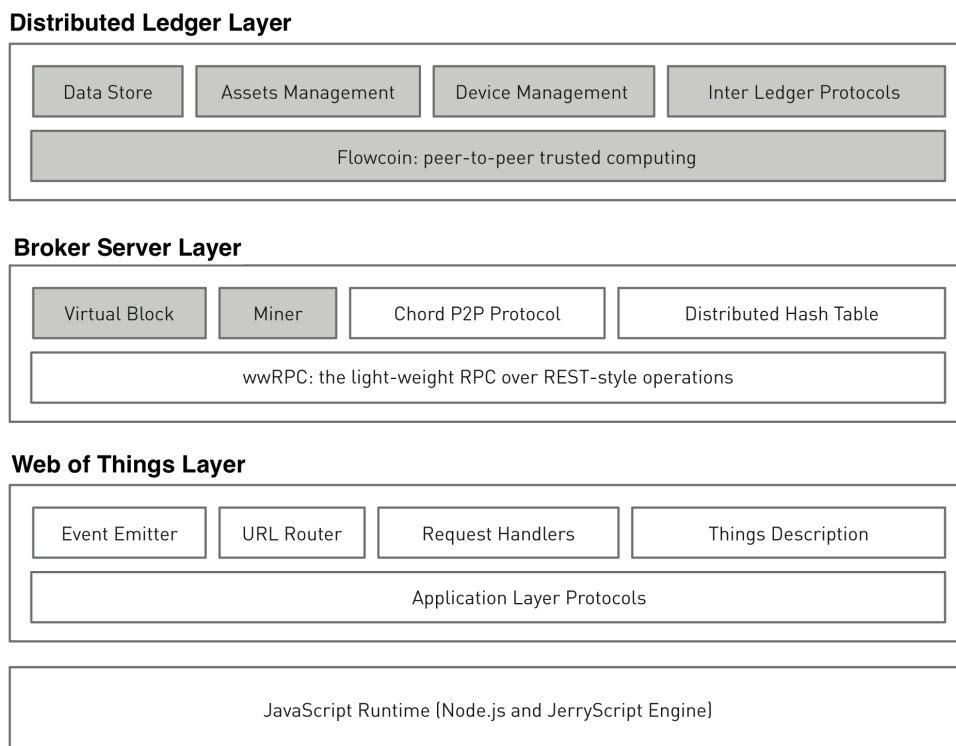 Distributed Ledger Layer
Data Store
Assets Management
Device Management
Inter Ledger Protocols
Flowcoin: peer-to-peer trusted computing
Broker Server Layer
Virtual Block
Miner
Chord P2P Protocol
Distributed Hash Table
wwRPC: the light-weight RPC over REST-style operations
Web of Things Layer
Event Emitter
URL Router
Request Handlers
Things Description
Application Layer Protocols
JavaScript Runtime (Node.js and JerryScript Engine)